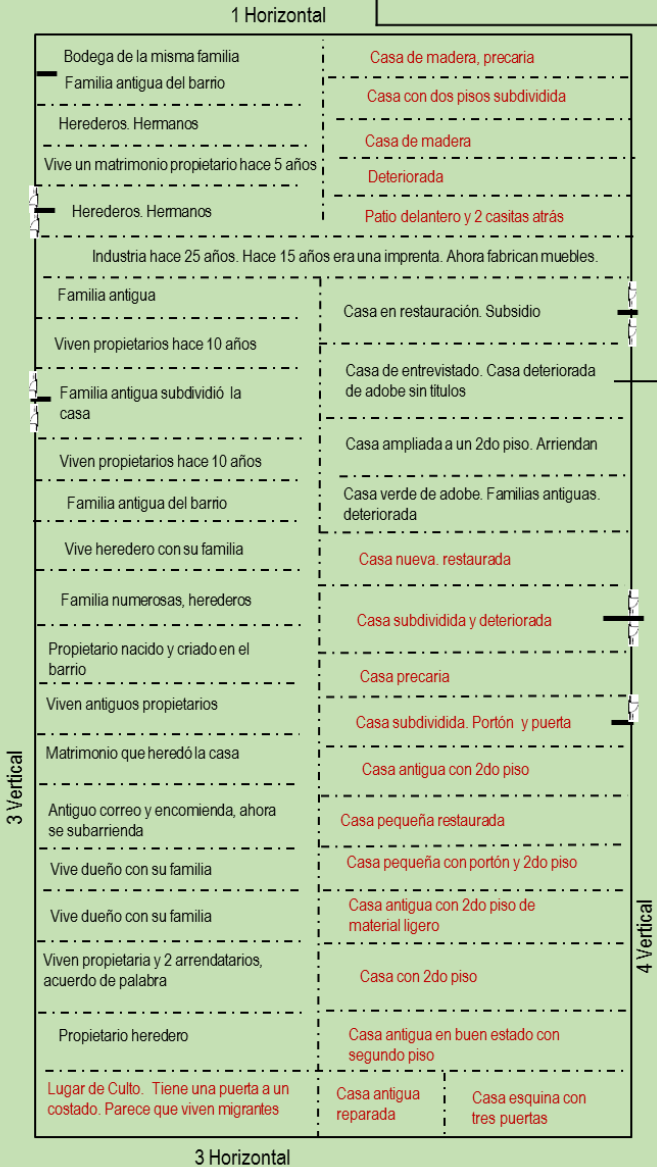 1 Horizontal
Bodega de la misma familia
Familia antigua del barrio
Herederos. Hermanos
Vive un matrimonio propietario hace 5 años
Herederos. Hermanos
Casa de madera, precaria
Casa con dos pisos subdividida
Casa de madera
Deteriorada
Patio delantero y 2 casitas atrás
Industria hace 25 años. Hace 15 años era una imprenta. Ahora fabrican muebles.
Familia antigua
Viven propietarios hace 10 años
Familia antigua subdividió la
casa
Viven propietarios hace 10 años
Familia antigua del barrio
Vive heredero con su familia
Familia numerosas, herederos
Propietario nacido y criado en el
barrio
Viven antiguos propietarios
Matrimonio que heredó la casa
Antiguo correo y encomienda, ahora
se subarrienda
Vive dueño con su familia
Vive dueño con su familia
Viven propietaria y 2 arrendatarios,
acuerdo de palabra
Propietario heredero
Lugar de Culto. Tiene una puerta a un
costado. Parece que viven migrantes
Casa en restauración. Subsidio
Casa de entrevistado. Casa deteriorada
de adobe sin títulos
Casa ampliada a un 2do piso. Arriendan
Casa verde de adobe. Familias antiguas.
deteriorada
Casa nueva. restaurada
Casa subdividida y deteriorada
Casa precaria
Casa subdividida. Portón y puerta
Casa antigua con 2do piso
Casa pequeña restaurada
Casa pequeña con portón y 2do piso
Casa antigua con 2do piso de
material ligero
Casa con 2do piso
Casa antigua en buen estado con
segundo piso
Casa antigua
reparada
Casa esquina con
tres puertas
3 Vertical
4 Vertical
3 Horizontal